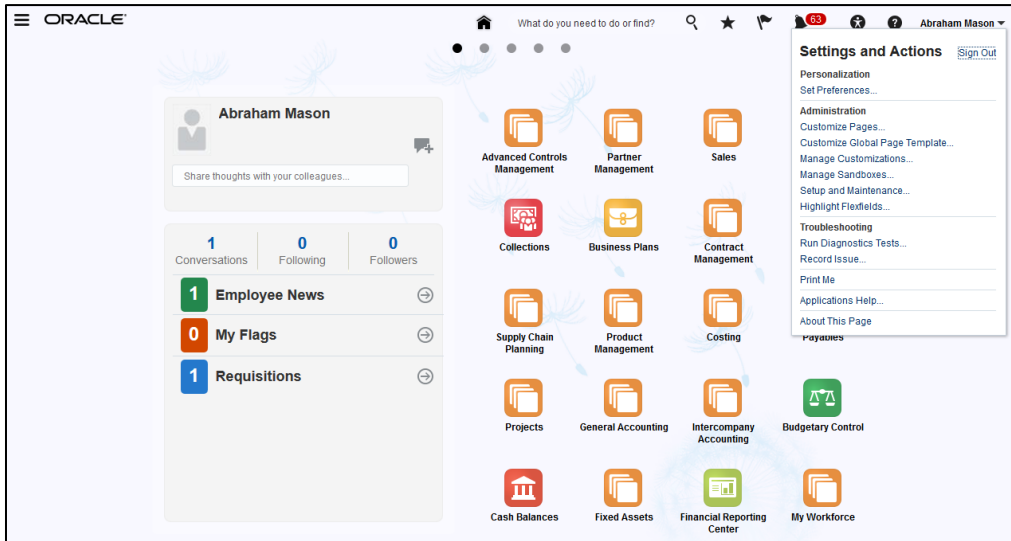 ORACLE
What do you need to do or find?
63
Abraham Mason
Settings and Actions
Sign Out
Personalization
Set Preferences...
Administration
Customize Pages...
Customize Global Page Template...
Manage Customizations...
Manage Sandboxes...
Setup and Maintenance...
Highlight Flexfields...
Troubleshooting
Run Diagnostics Tests...
Record Issue...
Print Me
Applications Help...
About This Page
Abraham Mason
Share thoughts with your colleagues...
1 0 0
Conversations Following Followers
1 Employee News
0 My Flags
1 Requisitions
Advanced Controls
Management
Partner
Management
Sales
Collections
Business Plans
Contract
Management
Supply Chain
Planning
Product
Management
Costing
Payables
Projects
General Accounting
Intercompany
Accounting
Budgetary Control
Cash Balances
Fixed Assets
Financial Reporting
Center
My Workforce